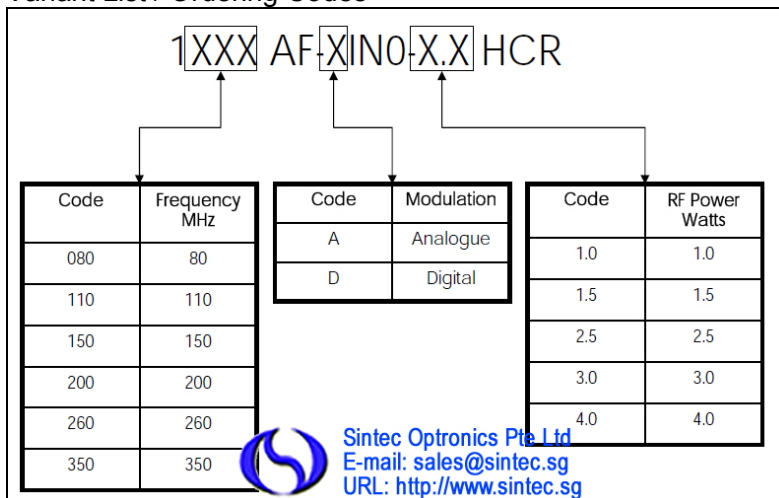 Variant List / Ordering Codes
1XXX AF-XIN0-X.X HCR
Code Frequency MHz
080 80
110 110
150 150
200 200
260 260
350 350
Code Modulation
A Analogue
D Digital
Code RF Power Watts
1.0 1.0
1.5 1.5
2.5 2.5
3.0 3.0
4.0 4.0
Sintec Optronics Pte Ltd
E-mail: sales@sintec.sg
URL: http://www.sintec.sg